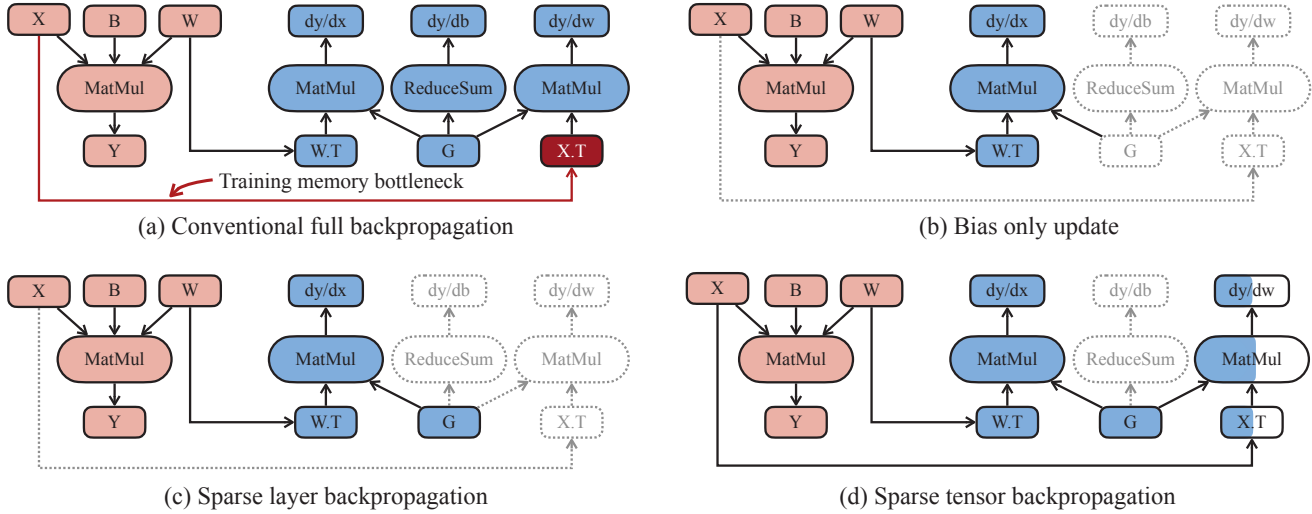 X B W dy/dx dy/db dy/dw
MatMul MatMul ReduceSum MatMul
Y W.T G X.T
Training memory bottleneck
(a) Conventional full backpropagation
X B W dy/dx dy/db dy/dw
MatMul MatMul ReduceSum MatMul
Y W.T G X.T
(b) Bias only update
X B W dy/dx dy/db dy/dw
MatMul MatMul ReduceSum MatMul
Y W.T G X.T
(c) Sparse layer backpropagation
X B W dy/dx dy/db dy/dw
MatMul MatMul ReduceSum MatMul
Y W.T G X.T
(d) Sparse tensor backpropagation